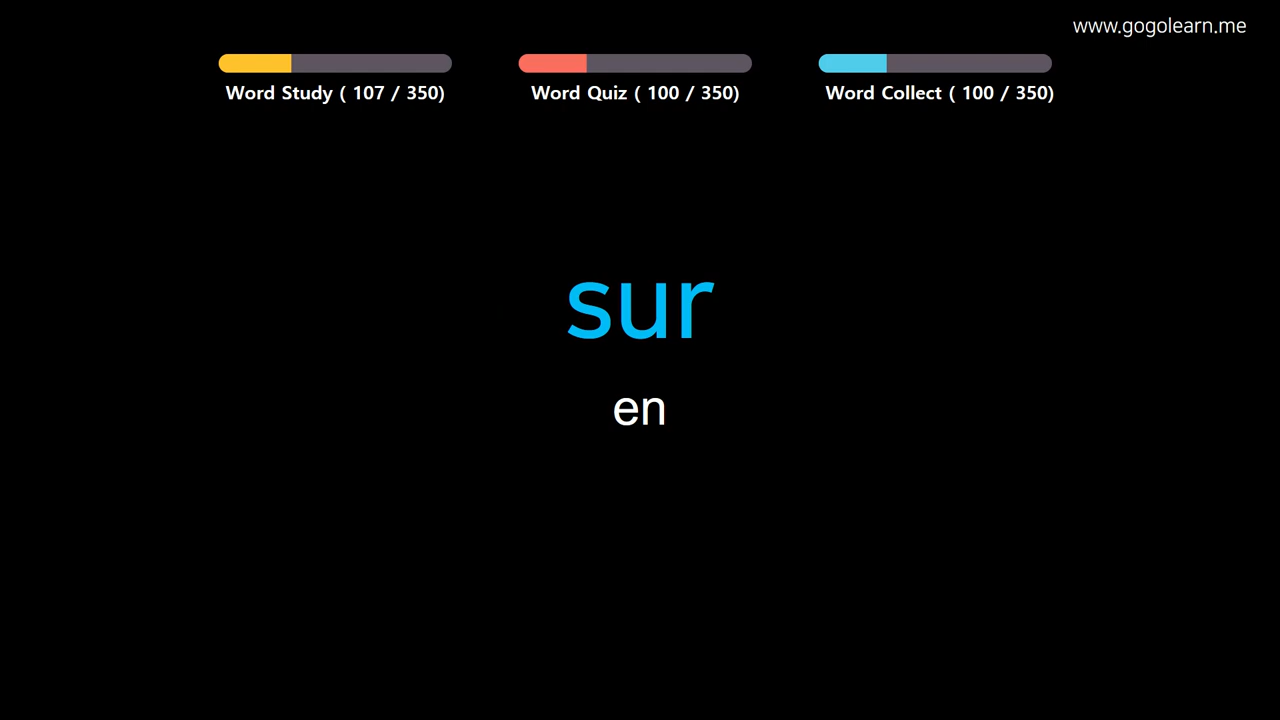 www.gogolearn.me
Word Study ( 107 / 350)
Word Quiz ( 100 / 350)
Word Collect ( 100 / 350)
sur
en